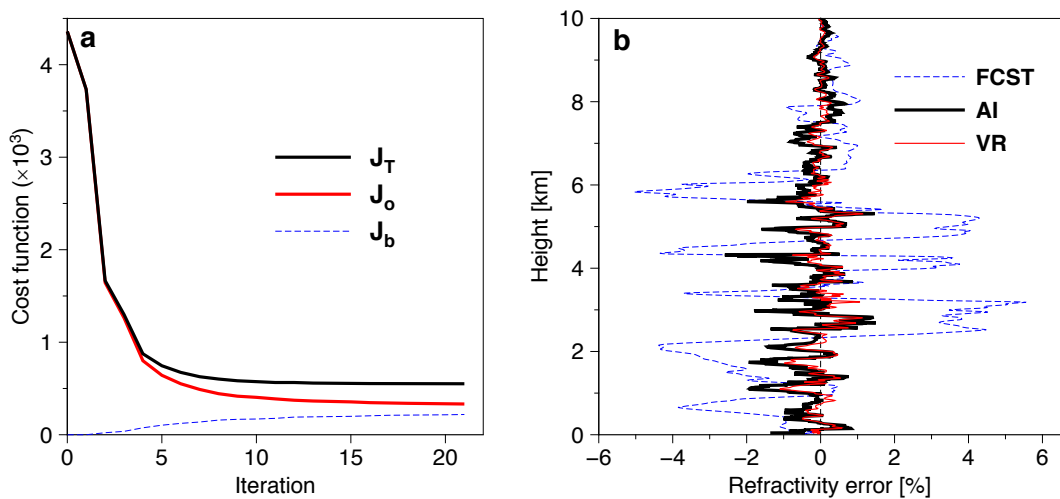 a
Cost function (×10³)
4
3
2
1
0
J_T
J_o
J_b
0 5 10 15 20
Iteration
b
Height [km]
10
8
6
4
2
0
FCST
AI
VR
−6 −4 −2 0 2 4 6
Refractivity error [%]